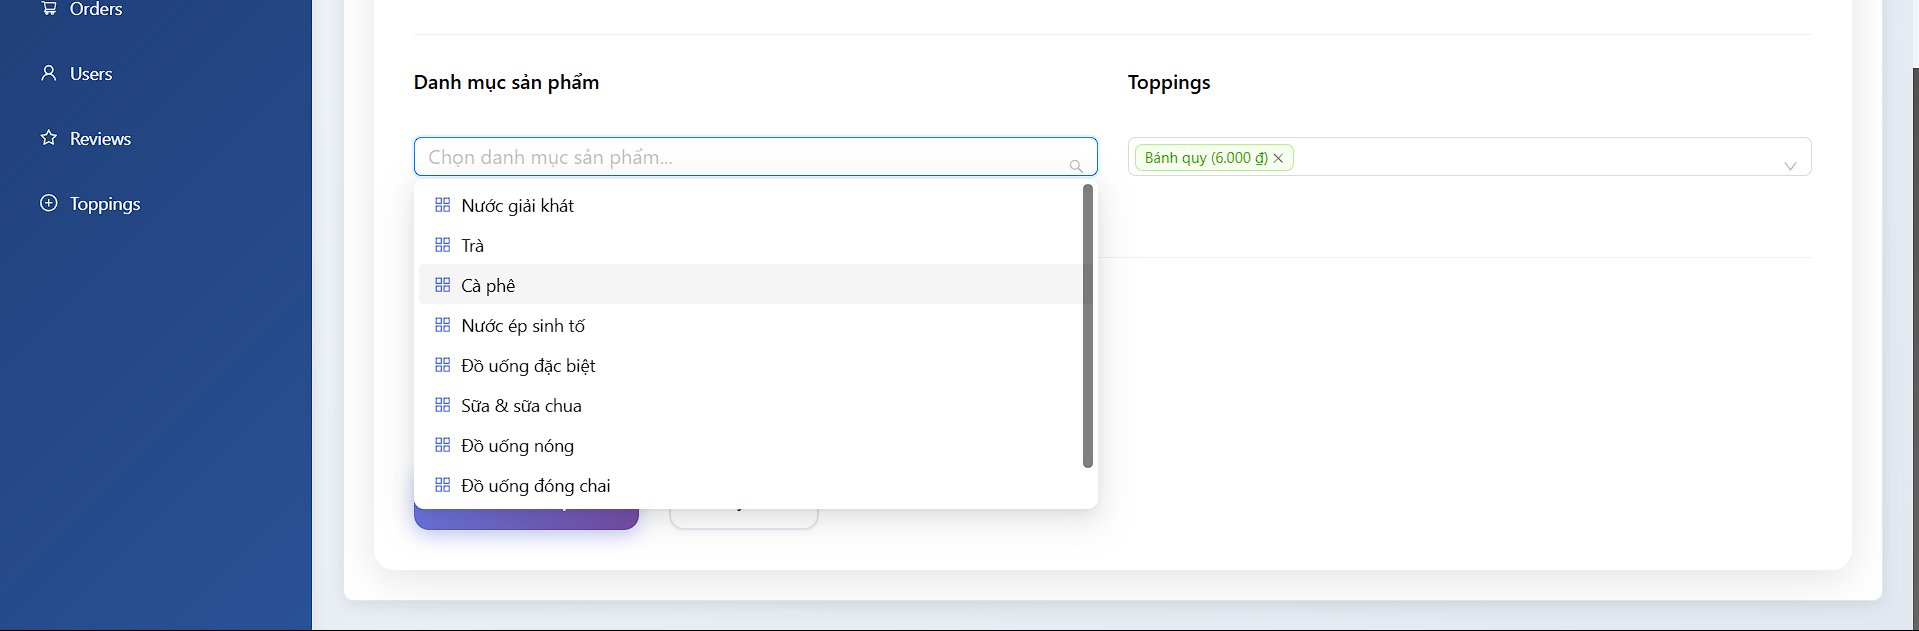 Orders
Users
Reviews
Toppings
Danh mục sản phẩm
Chọn danh mục sản phẩm...
Nước giải khát
Trà
Cà phê
Nước ép sinh tố
Đồ uống đặc biệt
Sữa & sữa chua
Đồ uống nóng
Đồ uống đóng chai
Toppings
Bánh quy (6.000 ₫)